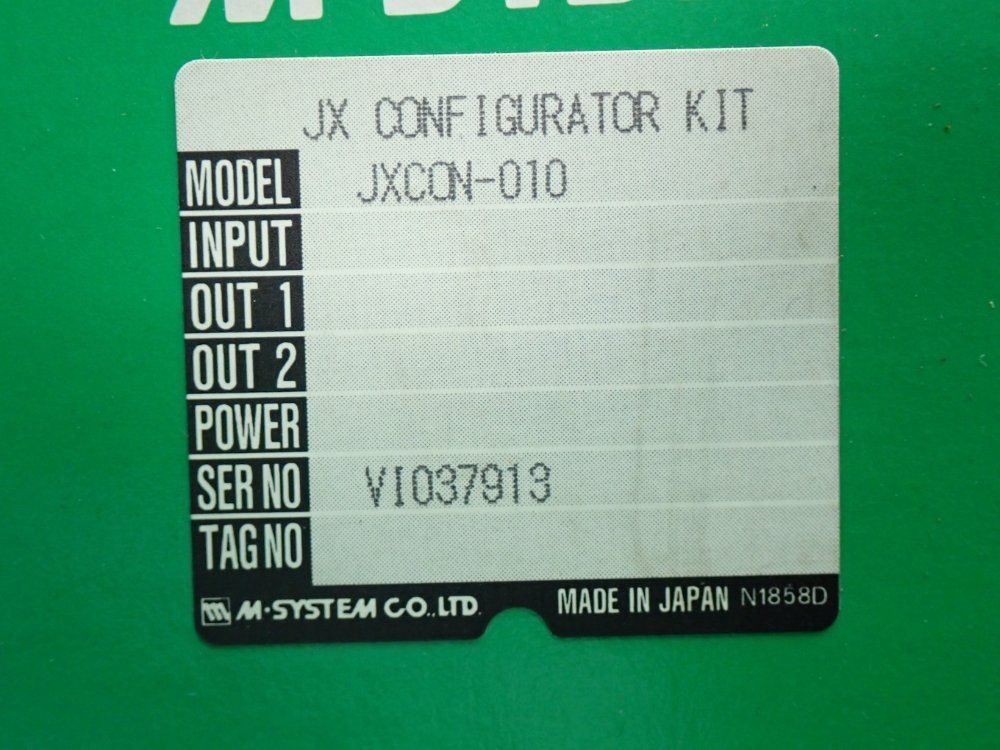 JX CONFIGURATOR KIT
MODEL JXCON-010
INPUT
OUT 1
OUT 2
POWER
SER NO VI037913
TAG NO
M·SYSTEM CO.,LTD. MADE IN JAPAN N1858D